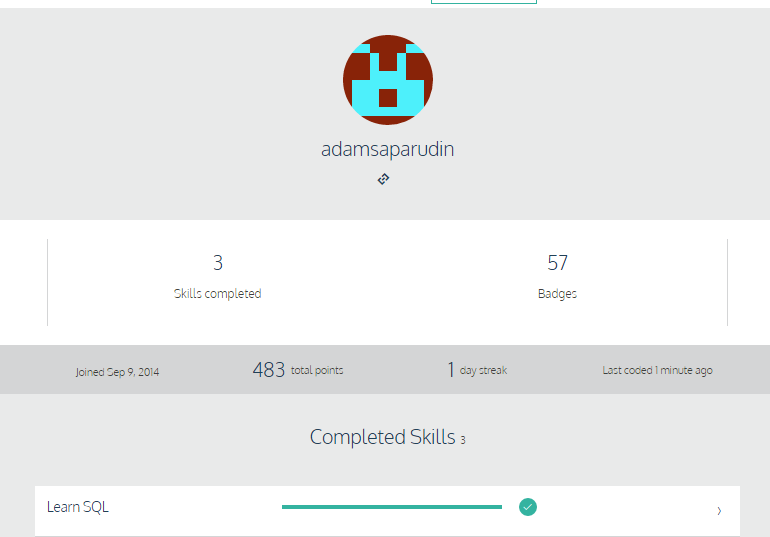 adamsaparudin
3
Skills completed
57
Badges
Joined Sep 9, 2014
483 total points
1 day streak
Last coded 1 minute ago
Completed Skills 3
Learn SQL